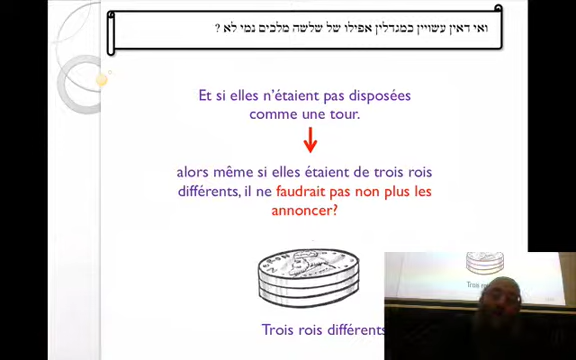 ואי דאין עשויין כמגדלין אפילו של שלשה מלכים נמי לא ?
Et si elles n'étaient pas disposées
comme une tour.
alors même si elles étaient de trois rois
différents, il ne faudrait pas non plus les
annoncer?
Trois rois différents